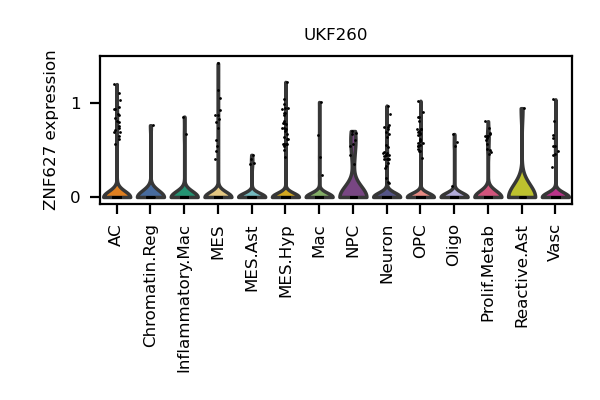 UKF260
ZNF627 expression
1
0
AC
Chromatin.Reg
Inflammatory.Mac
MES
MES.Ast
MES.Hyp
Mac
NPC
Neuron
OPC
Oligo
Prolif.Metab
Reactive.Ast
Vasc